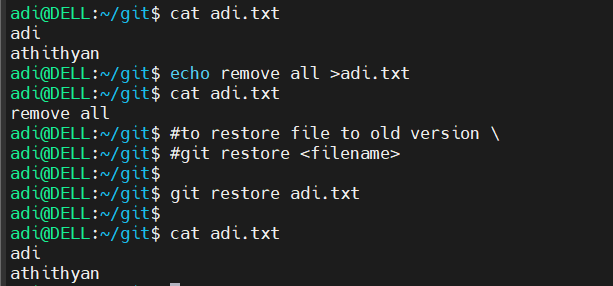 adi@DELL:~/git$ cat adi.txt
adi
athithyan
adi@DELL:~/git$ echo remove all >adi.txt
adi@DELL:~/git$ cat adi.txt
remove all
adi@DELL:~/git$ #to restore file to old version \
adi@DELL:~/git$ #git restore <filename>
adi@DELL:~/git$
adi@DELL:~/git$ git restore adi.txt
adi@DELL:~/git$
adi@DELL:~/git$ cat adi.txt
adi
athithyan